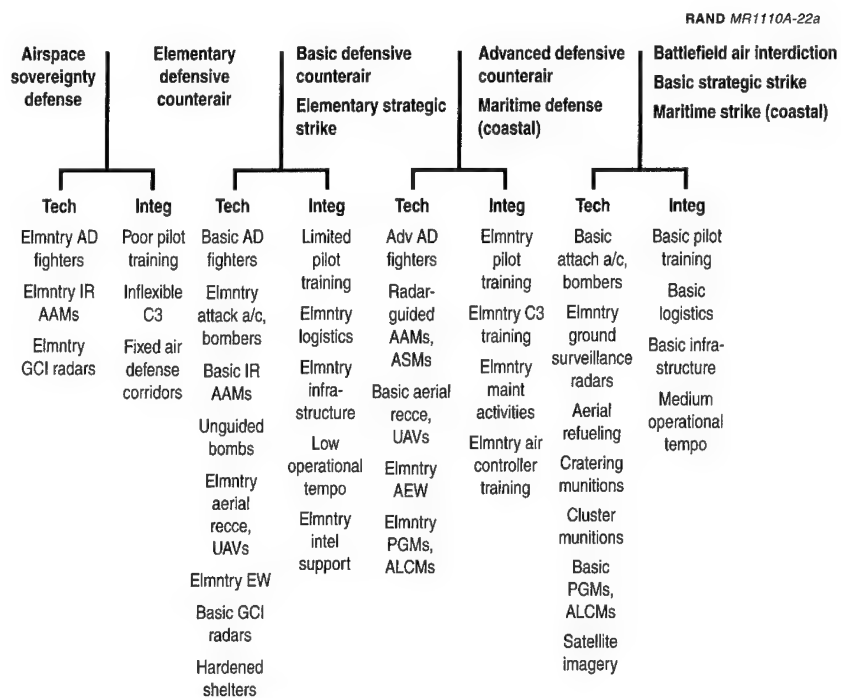 RAND MR1110A-22a
Airspace
sovereignty
defense
Elementary
defensive
counterair
Basic defensive
counterair
Elementary strategic
strike
Advanced defensive
counterair
Maritime defense
(coastal)
Battlefield air interdiction
Basic strategic strike
Maritime strike (coastal)
Tech
Elmntry AD
fighters
Elmntry IR
AAMs
Elmntry
GCI radars
Integ
Poor pilot
training
Inflexible
C3
Fixed air
defense
corridors
Tech
Basic AD
fighters
Elmntry
attack a/c,
bombers
Basic IR
AAMs
Unguided
bombs
Elmntry
aerial
recce,
UAVs
Elmntry EW
Basic GCI
radars
Hardened
shelters
Integ
Limited
pilot
training
Elmntry
logistics
Elmntry
infra-
structure
Low
operational
tempo
Elmntry
intel
support
Tech
Adv AD
fighters
Radar-
guided
AAMs,
ASMs
Basic aerial
recce,
UAVs
Elmntry
AEW
Elmntry
PGMs,
ALCMs
Integ
Elmntry
pilot
training
Elmntry C3
training
Elmntry
maint
activities
Elmntry air
controller
training
Tech
Basic
attach a/c,
bombers
Elmntry
ground
surveillance
radars
Aerial
refueling
Cratering
munitions
Cluster
munitions
Basic
PGMs,
ALCMs
Satellite
imagery
Integ
Basic pilot
training
Basic
logistics
Basic infra-
structure
Medium
operational
tempo